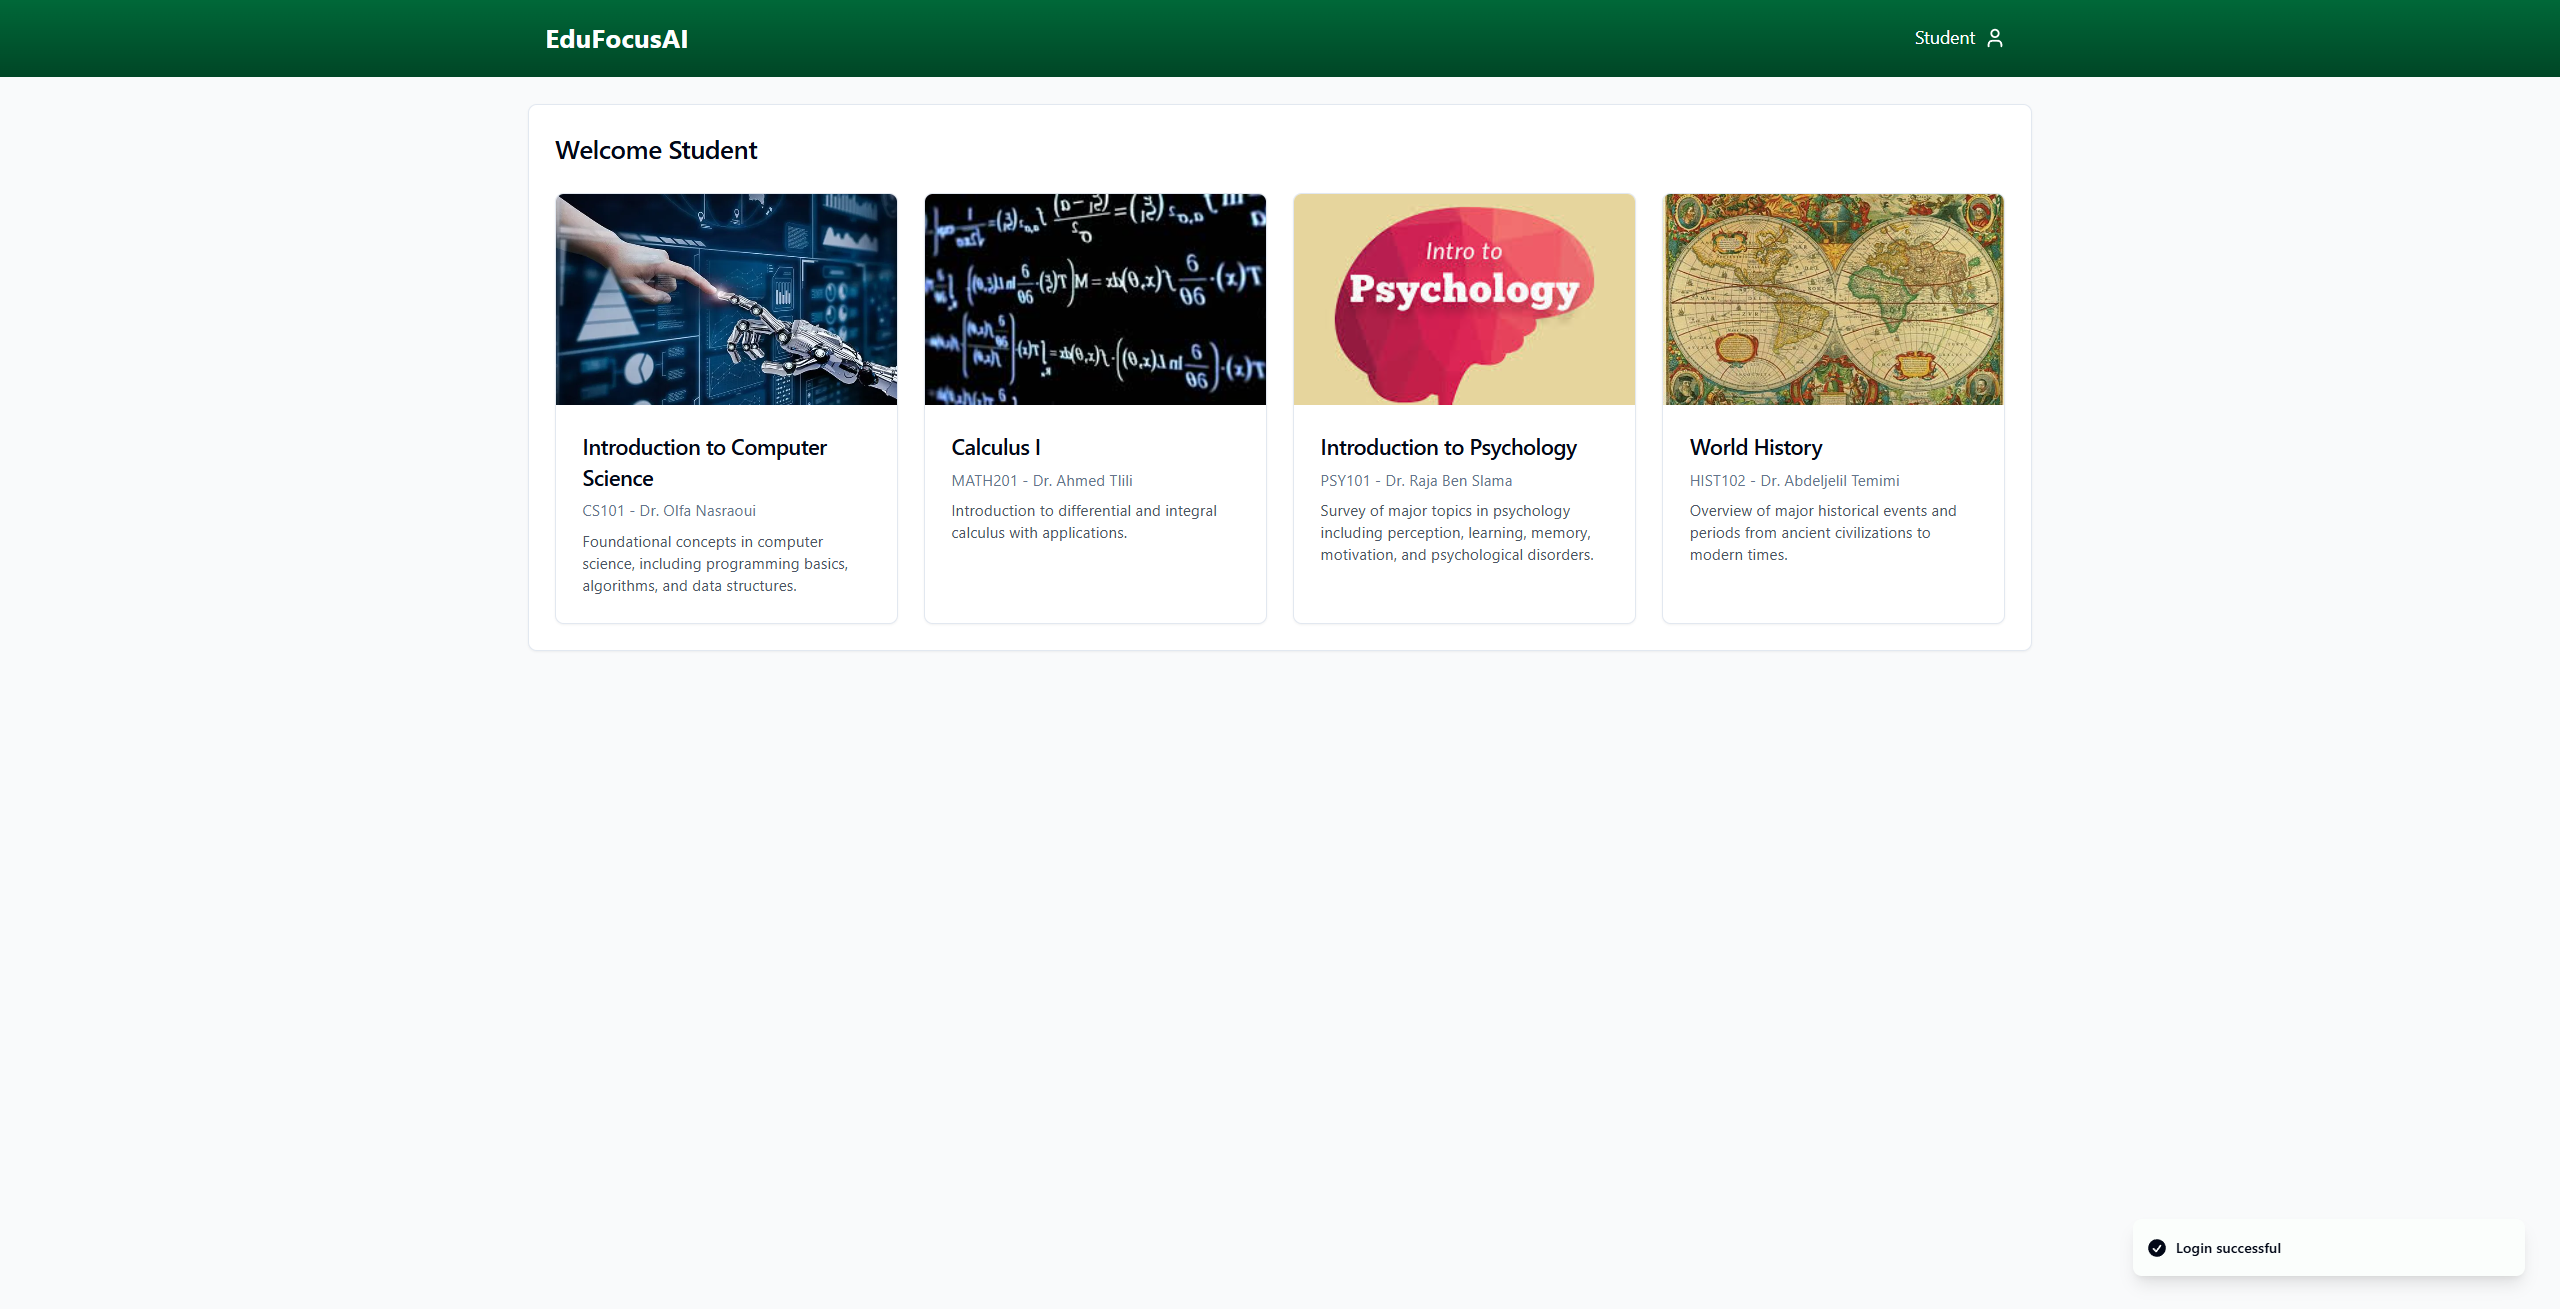 EduFocusAI
Student
Welcome Student
Intro to
Psychology
Introduction to Computer
Science
CS101 - Dr. Olfa Nasraoui
Foundational concepts in computer
science, including programming basics,
algorithms, and data structures.
Calculus I
MATH201 - Dr. Ahmed Tlili
Introduction to differential and integral
calculus with applications.
Introduction to Psychology
PSY101 - Dr. Raja Ben Slama
Survey of major topics in psychology
including perception, learning, memory,
motivation, and psychological disorders.
World History
HIST102 - Dr. Abdeljelil Temimi
Overview of major historical events and
periods from ancient civilizations to
modern times.
Login successful